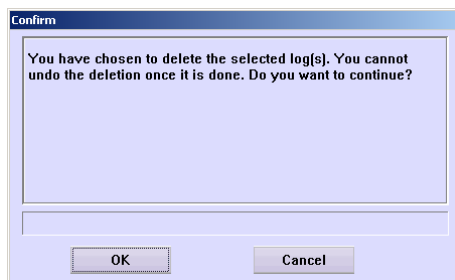 Confirm
You have chosen to delete the selected log(s). You cannot
undo the deletion once it is done. Do you want to continue?
OK
Cancel